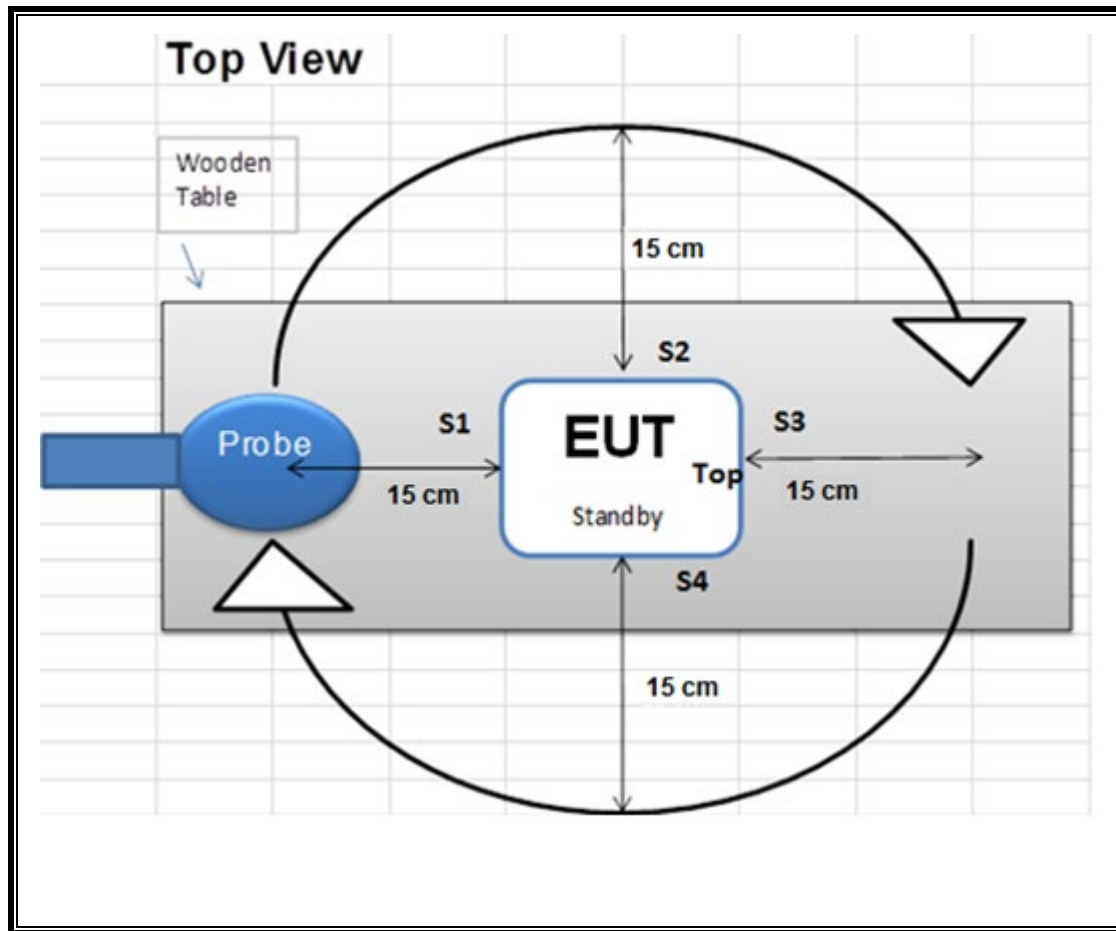 Top View
Wooden
Table
15 cm
S2
S1
EUT
S3
Probe
Top
15 cm
15 cm
Standby
S4
15 cm